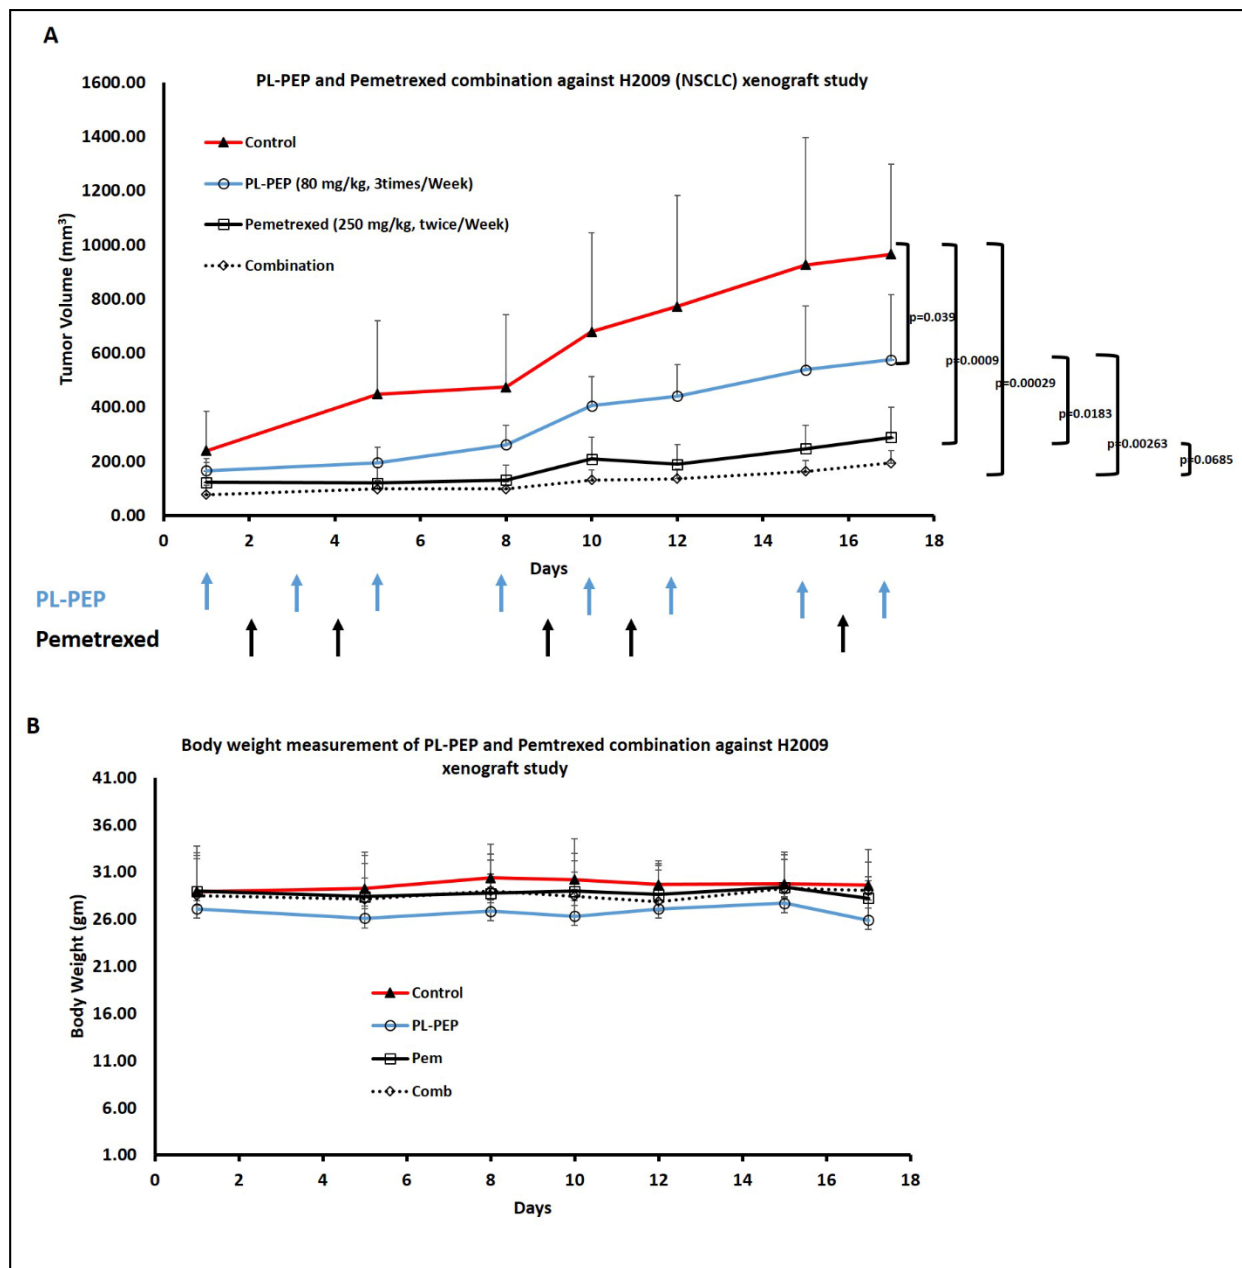 A
PL-PEP and Pemetrexed combination against H2009 (NSCLC) xenograft study
1600.00
1400.00
1200.00
1000.00
800.00
600.00
400.00
200.00
0.00
Tumor Volume (mm³)
Control
PL-PEP (80 mg/kg, 3times/Week)
Pemetrexed (250 mg/kg, twice/Week)
Combination
p=0.039
p=0.0009
p=0.00029
p=0.0183
p=0.00263
p=0.0685
0 2 4 6 8 10 12 14 16 18
Days
PL-PEP
Pemetrexed
B
Body weight measurement of PL-PEP and Pemtrexed combination against H2009
xenograft study
41.00
36.00
31.00
26.00
21.00
16.00
11.00
6.00
1.00
Body Weight (gm)
Control
PL-PEP
Pem
Comb
0 2 4 6 8 10 12 14 16 18
Days